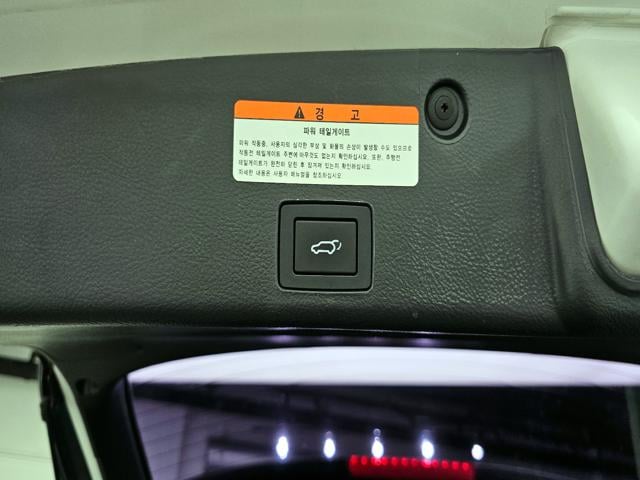 ⚠ 경 고
파워 테일게이트
파워 작동중, 사용자의 심각한 부상 및 화물의 손상이 발생할 수도 있으므로
작동전 테일게이트 주변에 아무것도 없는지 확인하십시오. 또한, 주행전
테일게이트가 완전히 닫힌 후 잠겨져 있는지 확인하십시오.
자세한 내용은 사용자 매뉴얼을 참조하십시오.